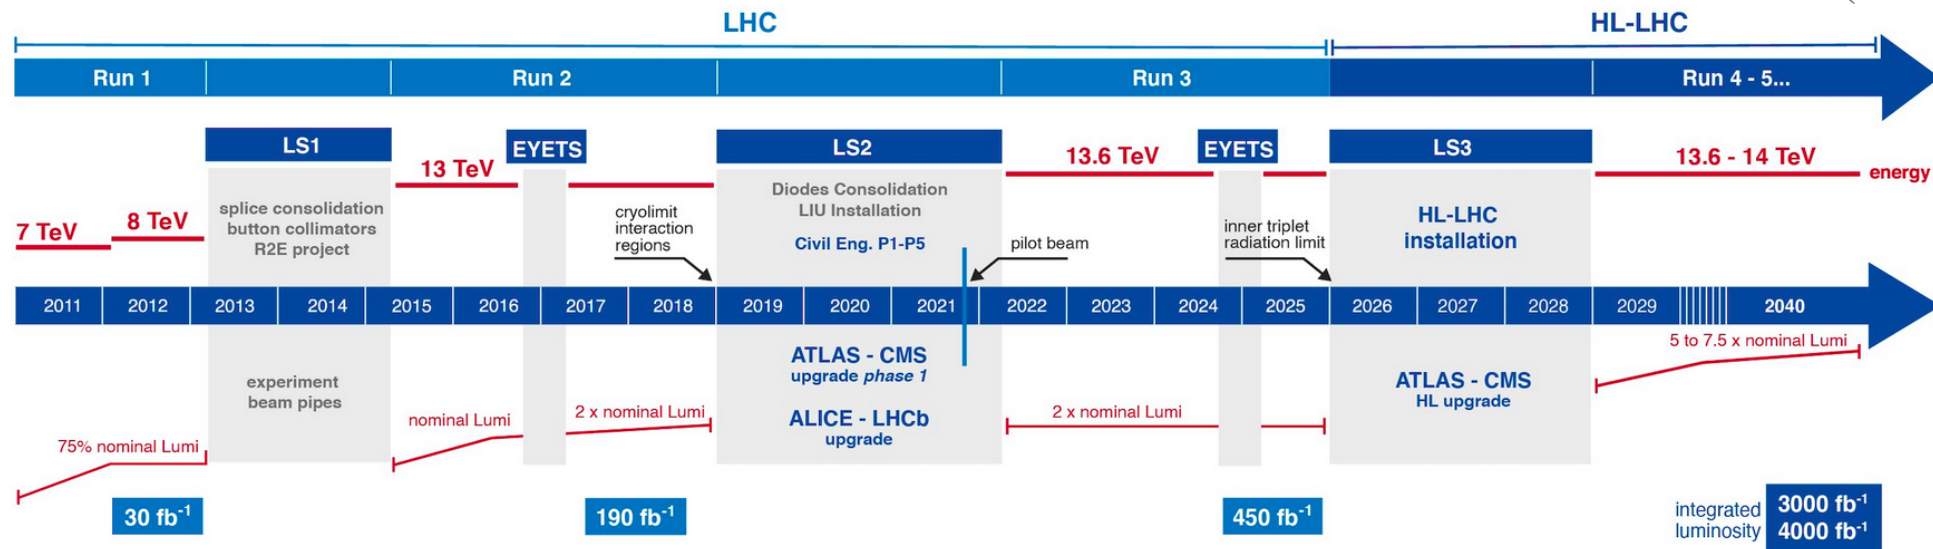 LHC
HL-LHC
Run 1
Run 2
Run 3
Run 4 - 5...
LS1
EYETS
LS2
EYETS
LS3
13 TeV
13.6 TeV
13.6 - 14 TeV
energy
7 TeV
8 TeV
splice consolidation
button collimators
R2E project
cryolimit
interaction
regions
Diodes Consolidation
LIU Installation
Civil Eng. P1-P5
pilot beam
inner triplet
radiation limit
HL-LHC
installation
2011
2012
2013
2014
2015
2016
2017
2018
2019
2020
2021
2022
2023
2024
2025
2026
2027
2028
2029
2040
5 to 7.5 x nominal Lumi
experiment
beam pipes
ATLAS - CMS
upgrade phase 1
ALICE - LHCb
upgrade
ATLAS - CMS
HL upgrade
75% nominal Lumi
nominal Lumi
2 x nominal Lumi
2 x nominal Lumi
30 fb⁻¹
190 fb⁻¹
450 fb⁻¹
integrated
luminosity
3000 fb⁻¹
4000 fb⁻¹